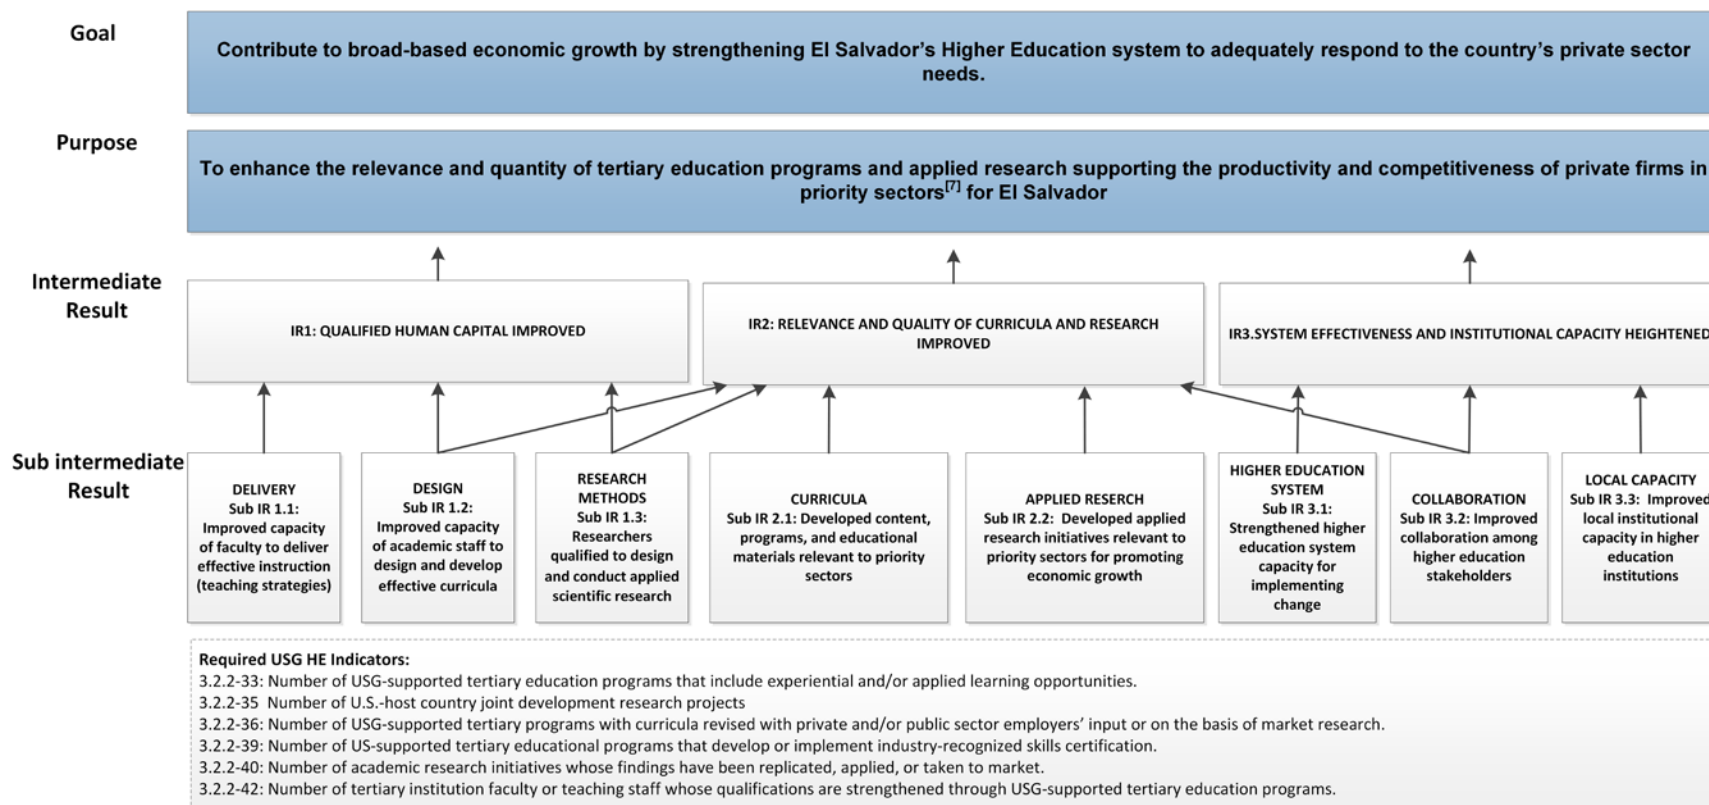 Goal
Contribute to broad-based economic growth by strengthening El Salvador's Higher Education system to adequately respond to the country's private sector
needs.
Purpose
To enhance the relevance and quantity of tertiary education programs and applied research supporting the productivity and competitiveness of private firms in
priority sectors[7] for El Salvador
Intermediate
Result
IR1: QUALIFIED HUMAN CAPITAL IMPROVED
IR2: RELEVANCE AND QUALITY OF CURRICULA AND RESEARCH
IMPROVED
IR3.SYSTEM EFFECTIVENESS AND INSTITUTIONAL CAPACITY HEIGHTENED
Sub intermediate
Result
DELIVERY
Sub IR 1.1:
Improved capacity
of faculty to deliver
effective instruction
(teaching strategies)
DESIGN
Sub IR 1.2:
Improved capacity
of academic staff to
design and develop
effective curricula
RESEARCH
METHODS
Sub IR 1.3:
Researchers
qualified to design
and conduct applied
scientific research
CURRICULA
Sub IR 2.1: Developed content,
programs, and educational
materials relevant to priority
sectors
APPLIED RESERCH
Sub IR 2.2: Developed applied
research initiatives relevant to
priority sectors for promoting
economic growth
HIGHER EDUCATION
SYSTEM
Sub IR 3.1:
Strengthened higher
education system
capacity for
implementing
change
COLLABORATION
Sub IR 3.2: Improved
collaboration among
higher education
stakeholders
LOCAL CAPACITY
Sub IR 3.3: Improved
local institutional
capacity in higher
education
institutions
Required USG HE Indicators:
3.2.2-33: Number of USG-supported tertiary education programs that include experiential and/or applied learning opportunities.
3.2.2-35 Number of U.S.-host country joint development research projects
3.2.2-36: Number of USG-supported tertiary programs with curricula revised with private and/or public sector employers' input or on the basis of market research.
3.2.2-39: Number of US-supported tertiary educational programs that develop or implement industry-recognized skills certification.
3.2.2-40: Number of academic research initiatives whose findings have been replicated, applied, or taken to market.
3.2.2-42: Number of tertiary institution faculty or teaching staff whose qualifications are strengthened through USG-supported tertiary education programs.